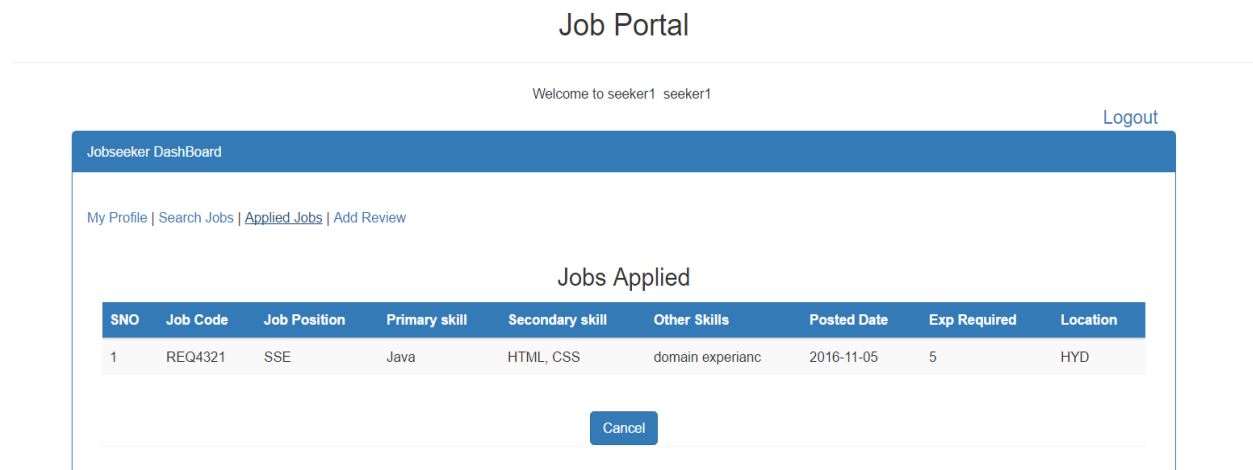 Job Portal
Welcome to seeker1 seeker1
Logout
Jobseeker DashBoard
My Profile | Search Jobs | Applied Jobs | Add Review
Jobs Applied
SNO Job Code Job Position Primary skill Secondary skill Other Skills Posted Date Exp Required Location
1 REQ4321 SSE Java HTML, CSS domain experianc 2016-11-05 5 HYD
Cancel